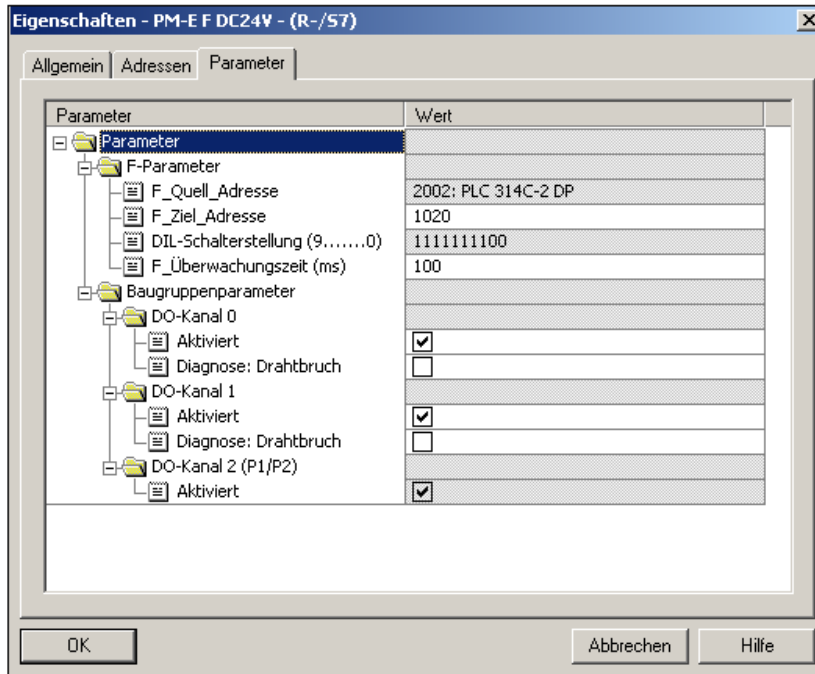 Eigenschaften - PM-E F DC24V - (R-/S7)
Allgemein Adressen Parameter
Parameter Wert
Parameter
F-Parameter
F_Quell_Adresse 2002: PLC 314C-2 DP
F_Ziel_Adresse 1020
DIL-Schalterstellung (9.......0) 1111111100
F_Überwachungszeit (ms) 100
Baugruppenparameter
DO-Kanal 0
Aktiviert
Diagnose: Drahtbruch
DO-Kanal 1
Aktiviert
Diagnose: Drahtbruch
DO-Kanal 2 (P1/P2)
Aktiviert
OK Abbrechen Hilfe